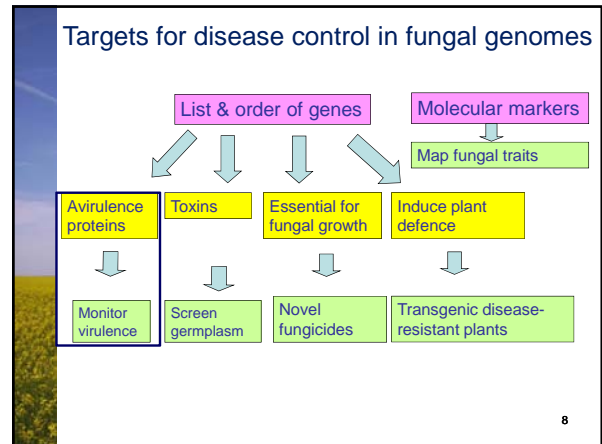 Targets for disease control in fungal genomes
List & order of genes
Molecular markers
Map fungal traits
Avirulence
proteins
Toxins
Essential for
fungal growth
Induce plant
defence
Monitor
virulence
Screen
germplasm
Novel
fungicides
Transgenic disease-
resistant plants
8